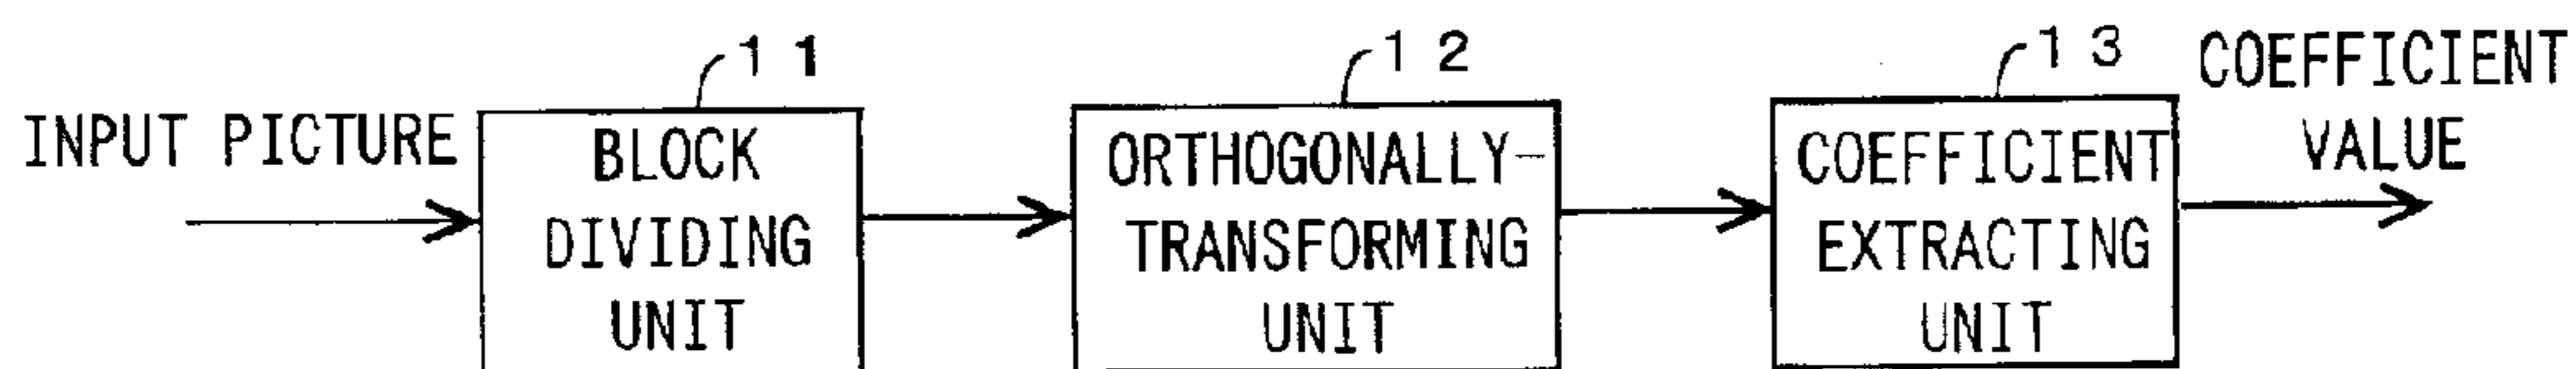 INPUT PICTURE
11
BLOCK
DIVIDING
UNIT
12
ORTHOGONALLY-
TRANSFORMING
UNIT
13
COEFFICIENT
EXTRACTING
UNIT
COEFFICIENT
VALUE